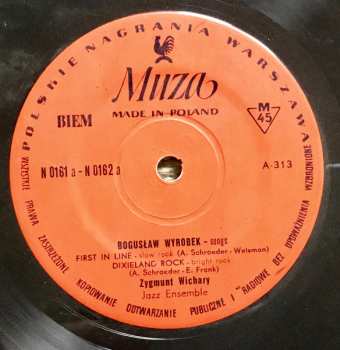 POLSKIE NAGRANIA WARSZAWA
Muza
MADE IN POLAND
BIEM
M
45
N 0161 a - N 0162 a
A-313
BOGUSŁAW WYROBEK - songs
FIRST IN LINE - slow rock (A. Schroeder - Weisman)
DIXIELAND ROCK - bright rock
(A. Schroeder - E. Frank)
Zygmunt Wichary
Jazz Ensemble
WSZYSTKIE PRAWA ZASTRZEŻONE KOPIOWANIE ODTWARZANIE PUBLICZNE I RADIOWE BEZ UPOWAŻNIENIA WZBRONIONE